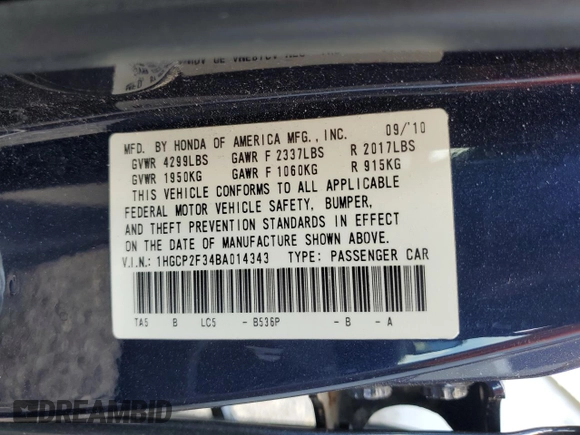 MFD. BY HONDA OF AMERICA MFG., INC. 09/'10
GVWR 4299LBS GAWR F 2337LBS R 2017LBS
GVWR 1950KG GAWR F 1060KG R 915KG
THIS VEHICLE CONFORMS TO ALL APPLICABLE
FEDERAL MOTOR VEHICLE SAFETY, BUMPER,
AND THEFT PREVENTION STANDARDS IN EFFECT
ON THE DATE OF MANUFACTURE SHOWN ABOVE.
V.I.N.: 1HGCP2F34BA014343 TYPE: PASSENGER CAR
TA5 B LC5 - B536P - B - A
DREAMBID